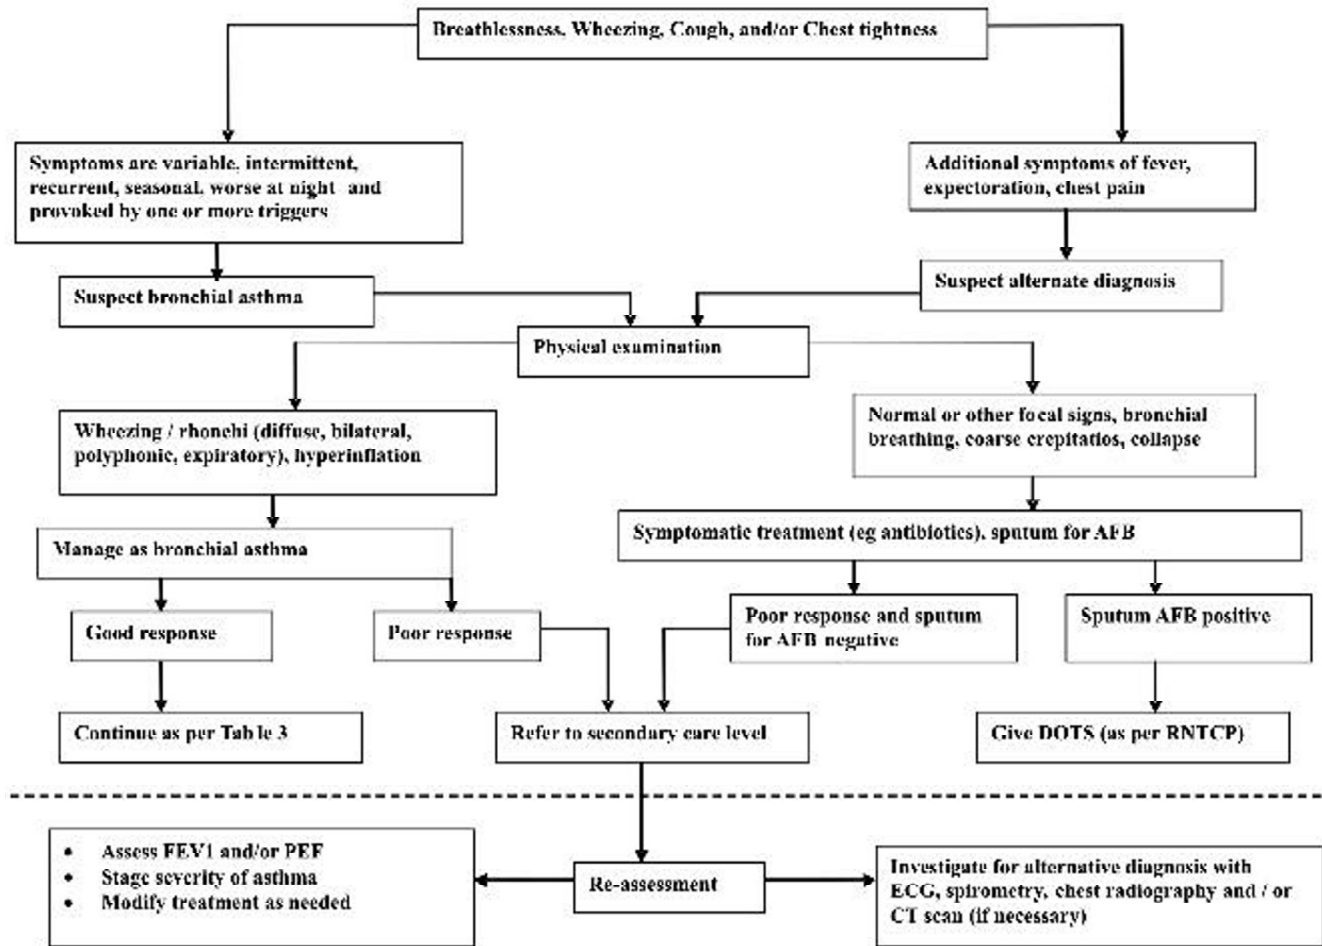 Breathlessness, Wheezing, Cough, and/or Chest tightness
Symptoms are variable, intermittent,
recurrent, seasonal, worse at night and
provoked by one or more triggers
Additional symptoms of fever,
expectoration, chest pain
Suspect bronchial asthma
Suspect alternate diagnosis
Physical examination
Wheezing / rhonchi (diffuse, bilateral,
polyphonic, expiratory), hyperinflation
Normal or other focal signs, bronchial
breathing, coarse crepitatios, collapse
Manage as bronchial asthma
Symptomatic treatment (eg antibiotics), sputum for AFB
Good response
Poor response
Poor response and sputum
for AFB negative
Sputum AFB positive
Continue as per Table 3
Refer to secondary care level
Give DOTS (as per RNTCP)
• Assess FEV1 and/or PEF
• Stage severity of asthma
• Modify treatment as needed
Re-assessment
Investigate for alternative diagnosis with
ECG, spirometry, chest radiography and / or
CT scan (if necessary)